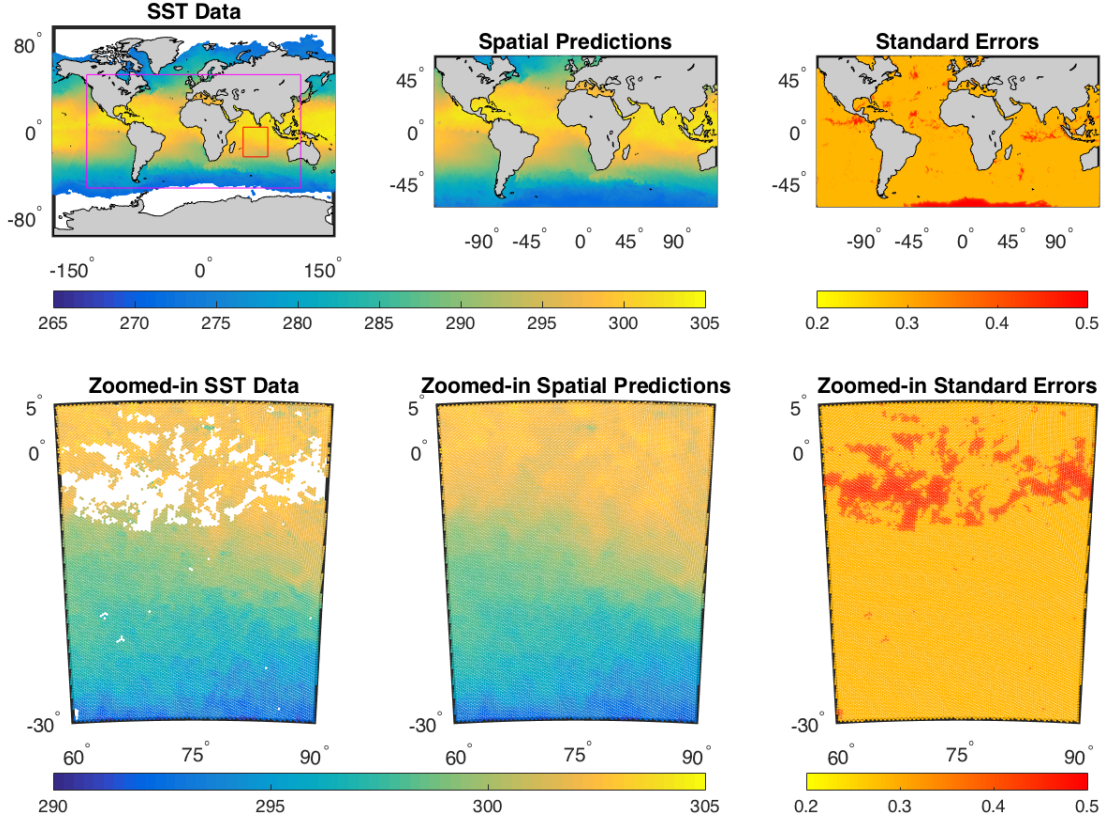 SST Data
80°
0°
-80°
-150° 0° 150°
Spatial Predictions
45°
0°
-45°
-90° -45° 0° 45° 90°
Standard Errors
45°
0°
-45°
-90° -45° 0° 45° 90°
265 270 275 280 285 290 295 300 305
0.2 0.3 0.4 0.5
Zoomed-in SST Data
5°
0°
-30°
60° 75° 90°
Zoomed-in Spatial Predictions
5°
0°
-30°
60° 75° 90°
Zoomed-in Standard Errors
5°
0°
-30°
60° 75° 90°
290 295 300 305
0.2 0.3 0.4 0.5